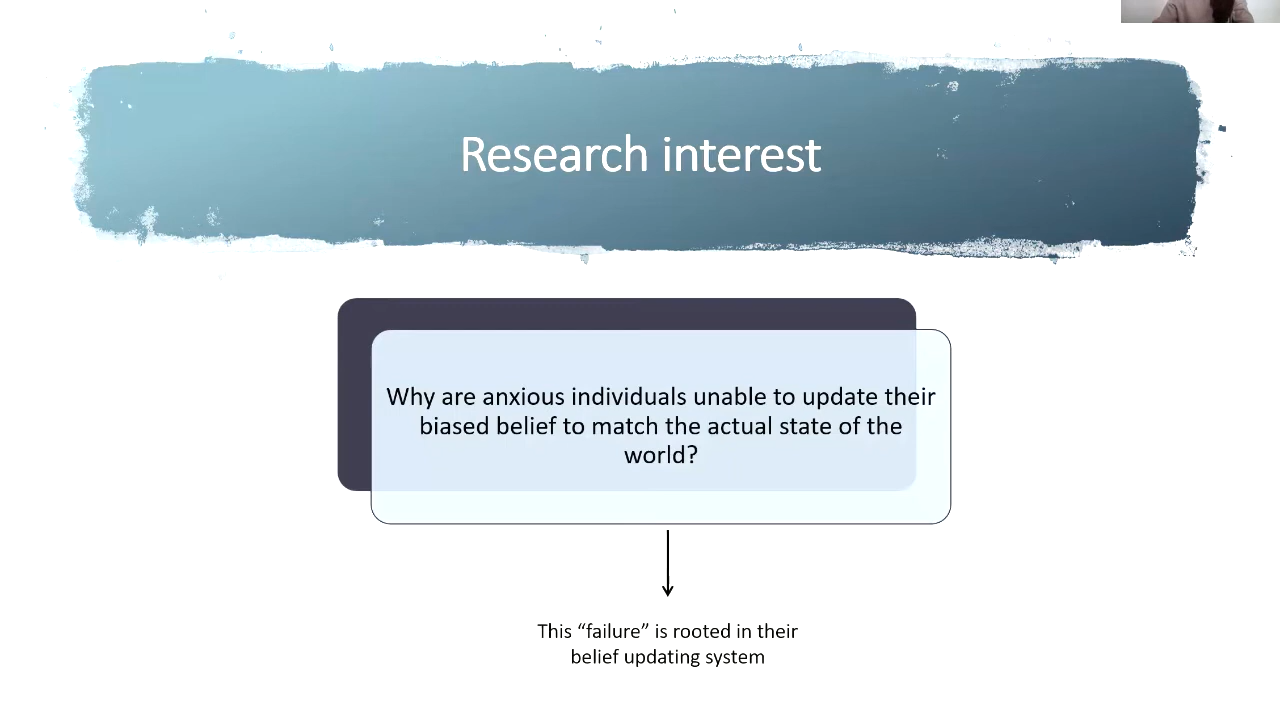 Research interest
Why are anxious individuals unable to update their
biased belief to match the actual state of the
world?
This “failure” is rooted in their
belief updating system